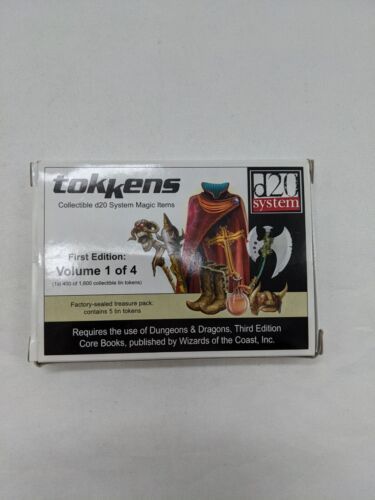 tokkens
Collectible d20 System Magic Items
d20
system
First Edition:
Volume 1 of 4
(1st 400 of 1,600 collectible tin tokens)
Factory-sealed treasure pack:
contains 5 tin tokens
Requires the use of Dungeons & Dragons, Third Edition
Core Books, published by Wizards of the Coast, Inc.